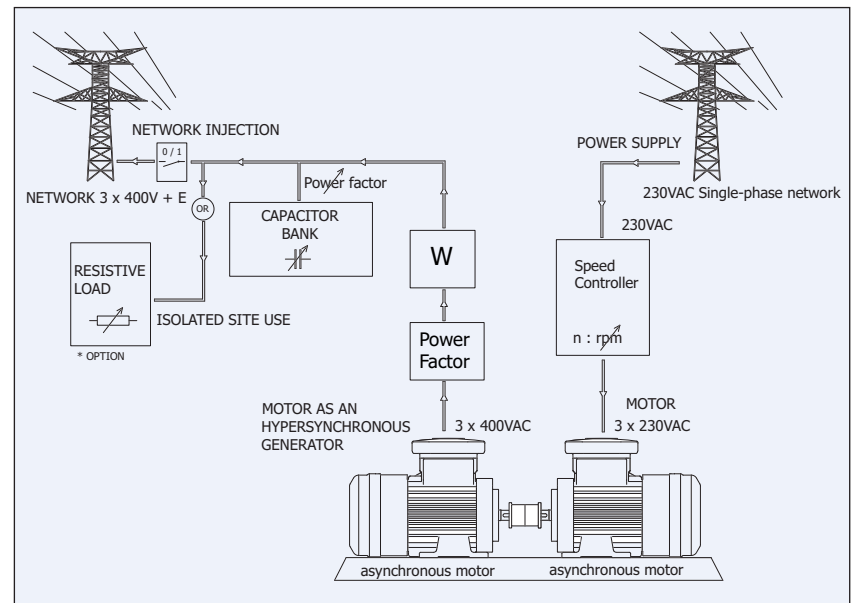 NETWORK INJECTION
0 / 1
NETWORK 3 x 400V + E
OR
Power factor
CAPACITOR
BANK
RESISTIVE
LOAD
ISOLATED SITE USE
* OPTION
W
Power
Factor
MOTOR AS AN
HYPERSYNCHRONOUS
GENERATOR
3 x 400VAC
POWER SUPPLY
230VAC Single-phase network
230VAC
Speed
Controller
n : rpm
MOTOR
3 x 230VAC
asynchronous motor
asynchronous motor